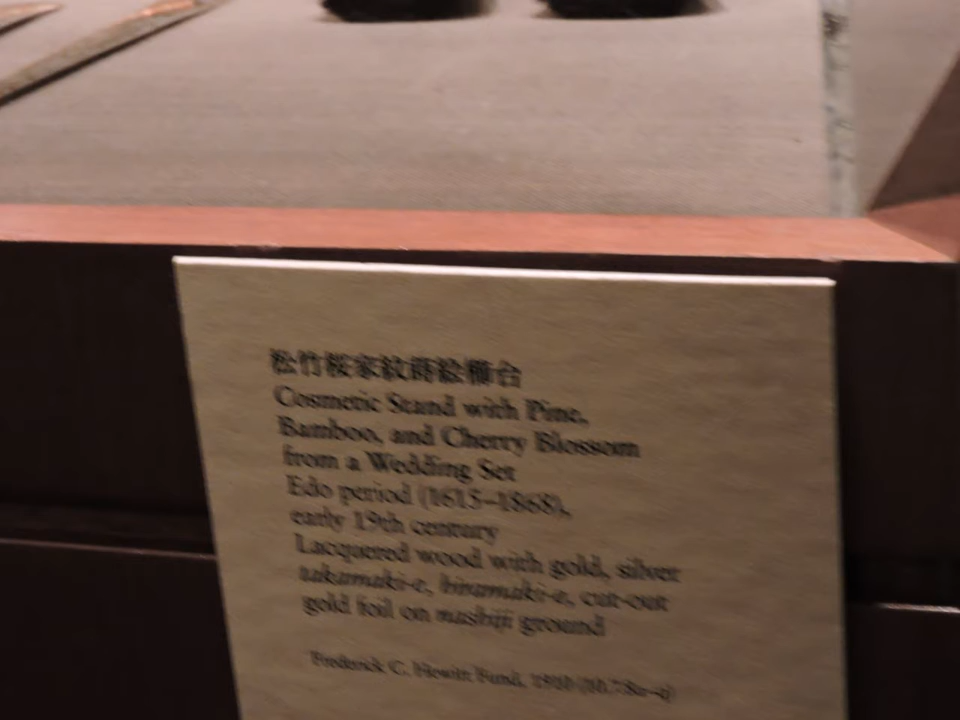 松竹桜家紋蒔絵櫛台
Cosmetic Stand with Pine,
Bamboo, and Cherry Blossom
from a Wedding Set
Edo period (1615–1868),
early 19th century
Lacquered wood with gold, silver
takamaki-e, hiramaki-e, cut-out
gold foil on nashiji ground
Frederick C. Hewitt Fund, 1910